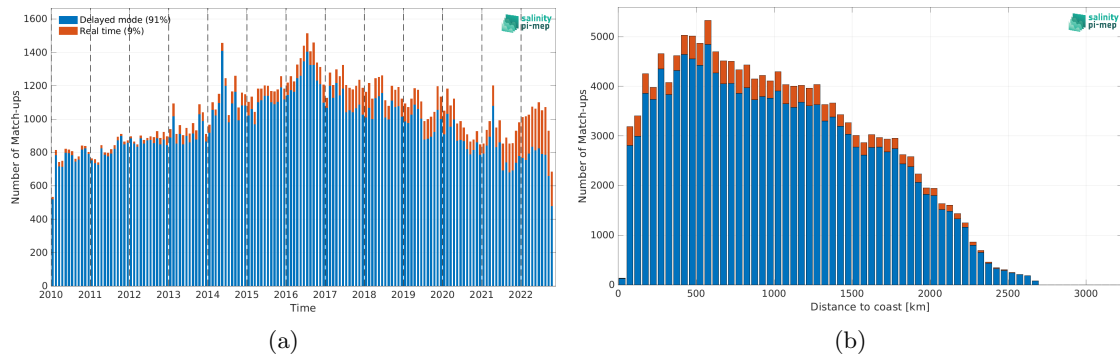 Delayed mode (91%)
Real time (9%)
salinity
pi-mep
1600
1400
1200
1000
800
600
400
200
0
Number of Match-ups
2010 2011 2012 2013 2014 2015 2016 2017 2018 2019 2020 2021 2022
Time
(a)
salinity
pi-mep
5000
4000
3000
2000
1000
0
Number of Match-ups
0 500 1000 1500 2000 2500 3000
Distance to coast [km]
(b)